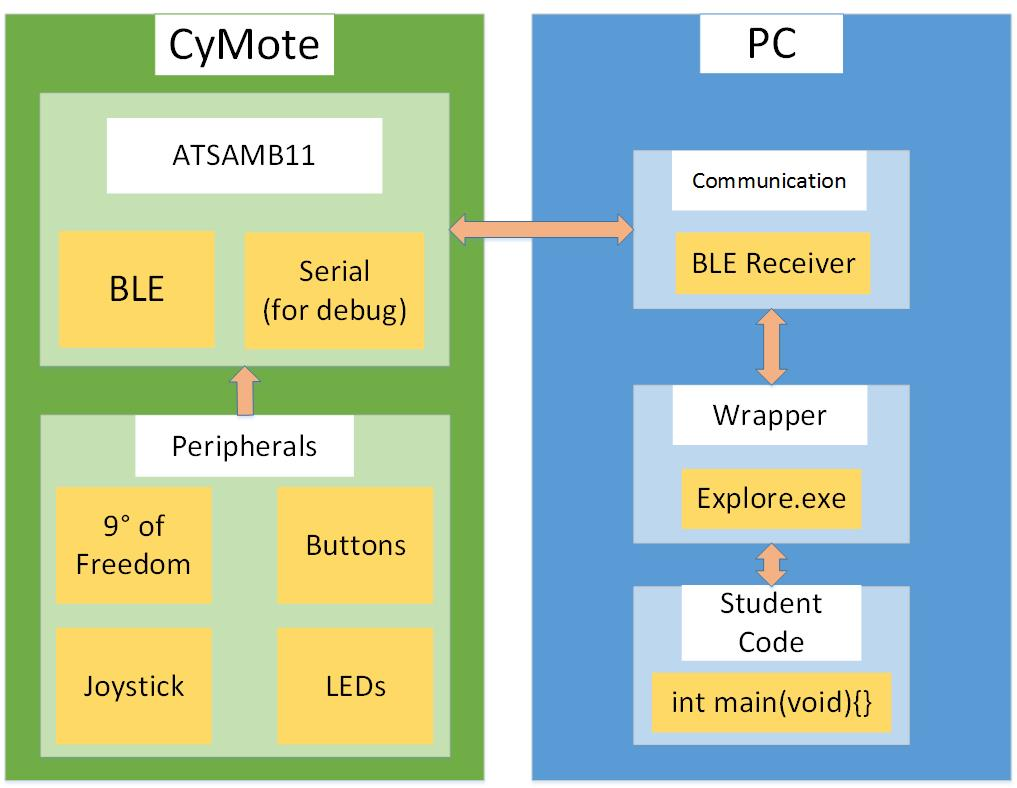 CyMote
ATSAMB11
BLE
Serial
(for debug)
Peripherals
9° of
Freedom
Buttons
Joystick
LEDs
PC
Communication
BLE Receiver
Wrapper
Explore.exe
Student
Code
int main(void){}